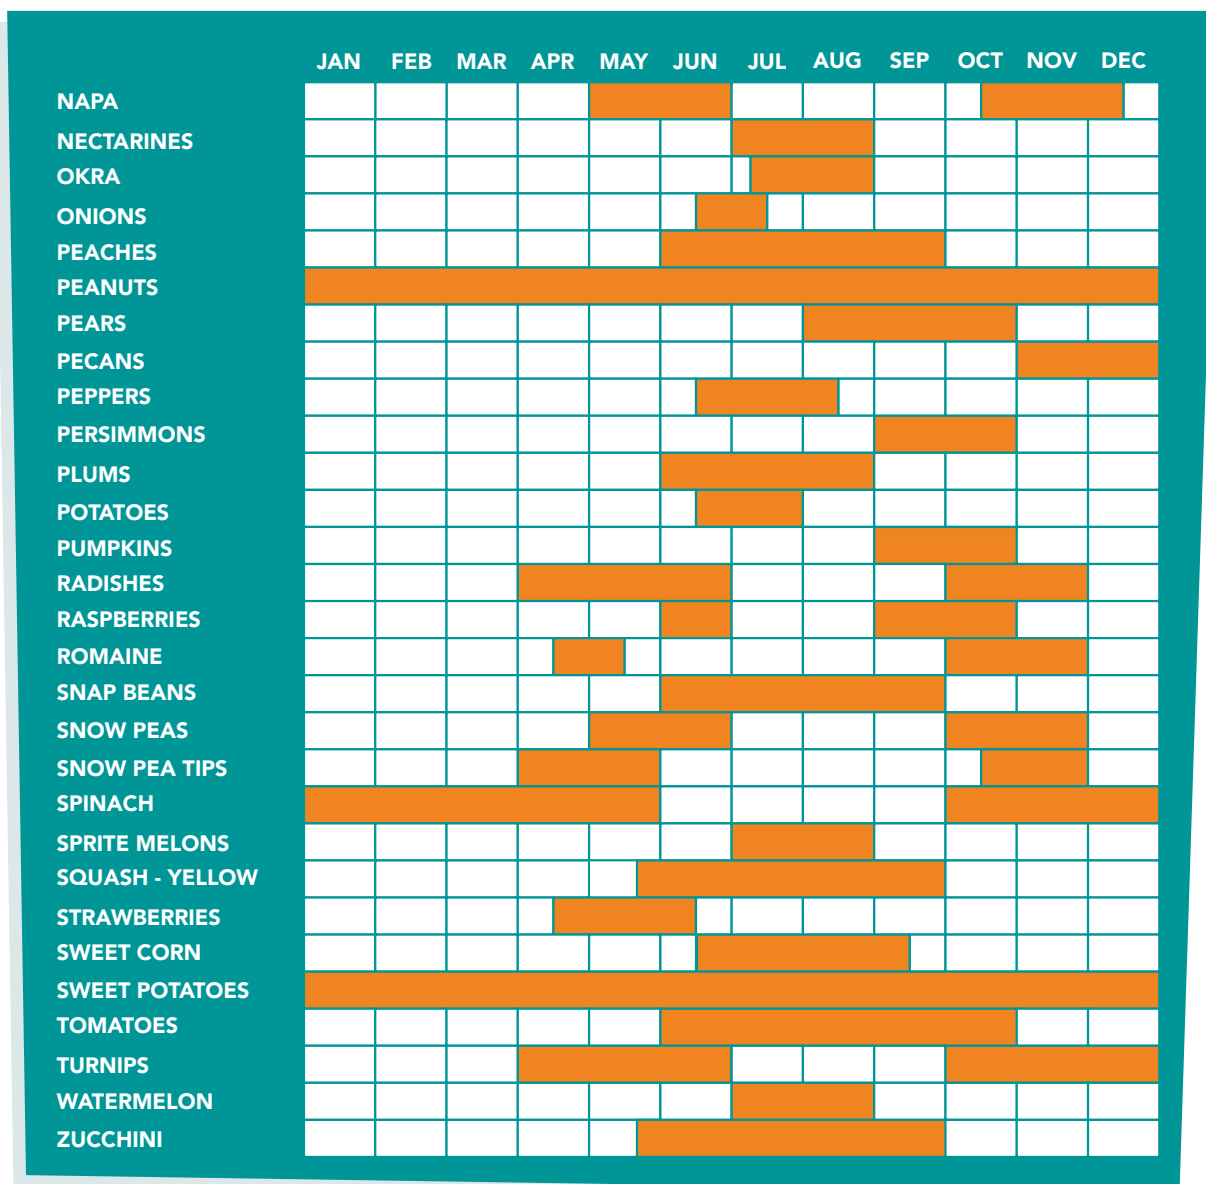 JAN FEB MAR APR MAY JUN JUL AUG SEP OCT NOV DEC
NAPA
NECTARINES
OKRA
ONIONS
PEACHES
PEANUTS
PEARS
PECANS
PEPPERS
PERSIMMONS
PLUMS
POTATOES
PUMPKINS
RADISHES
RASPBERRIES
ROMAINE
SNAP BEANS
SNOW PEAS
SNOW PEA TIPS
SPINACH
SPRITE MELONS
SQUASH - YELLOW
STRAWBERRIES
SWEET CORN
SWEET POTATOES
TOMATOES
TURNIPS
WATERMELON
ZUCCHINI